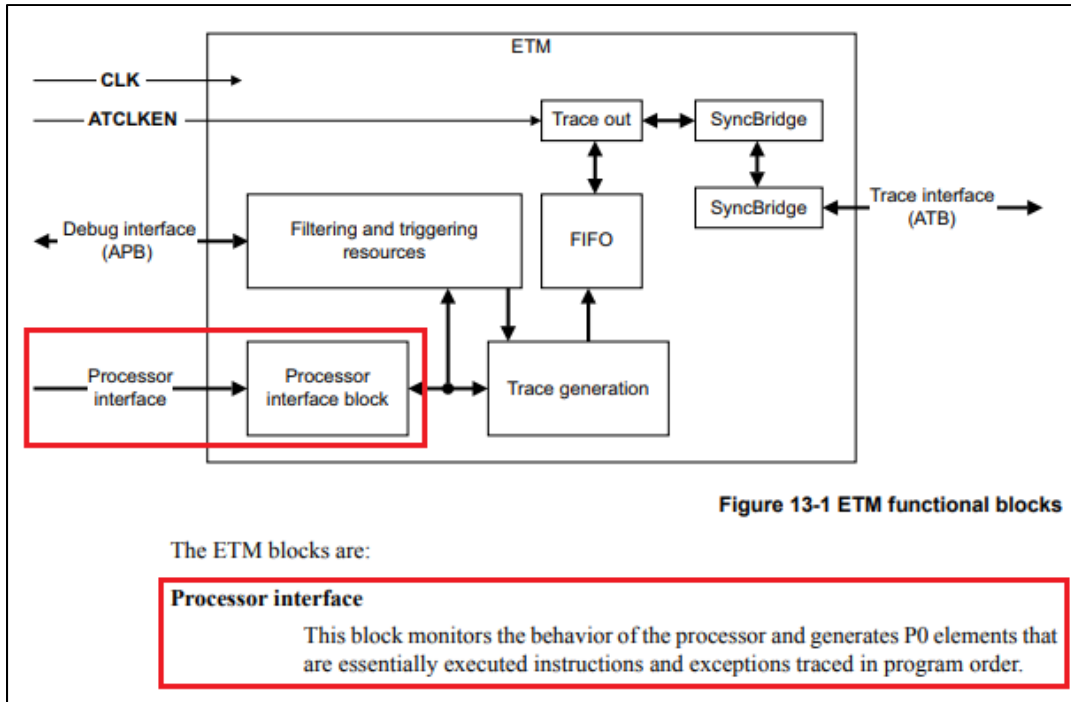 ETM
CLK
ATCLKEN
Trace out
SyncBridge
SyncBridge
Trace interface
(ATB)
Debug interface
(APB)
Filtering and triggering
resources
FIFO
Processor
interface
Processor
interface block
Trace generation
Figure 13-1 ETM functional blocks
The ETM blocks are:
Processor interface
This block monitors the behavior of the processor and generates P0 elements that
are essentially executed instructions and exceptions traced in program order.